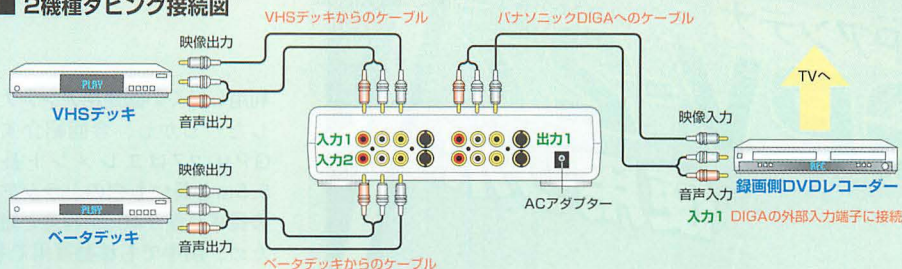 ■ 2機種ダビング接続図
VHSデッキからのケーブル
パナソニックDIGAへのケーブル
映像出力
PLAY
VHSデッキ
音声出力
TVへ
入力1
出力1
入力2
映像入力
REC
映像出力
ACアダプター
音声入力
録画側DVDレコーダー
PLAY
入力1 DIGAの外部入力端子に接続
ベータデッキ
音声出力
ベータデッキからのケーブル